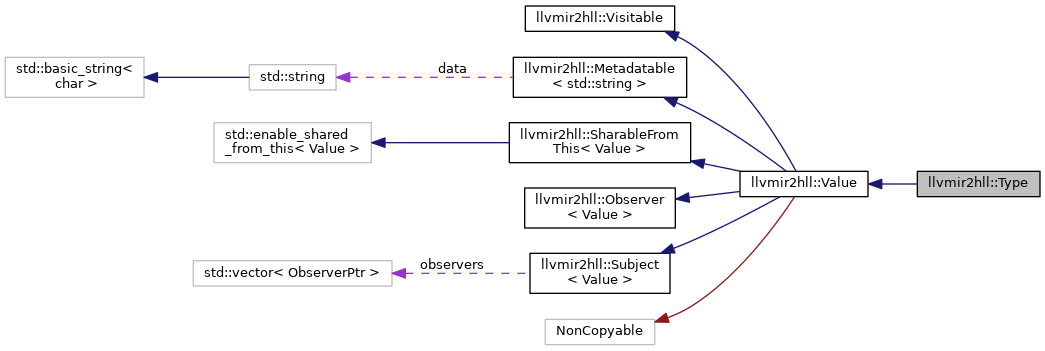 llvmir2hll::Visitable
std::basic_string<
char >
std::string
data
llvmir2hll::Metadatable
< std::string >
std::enable_shared
_from_this< Value >
llvmir2hll::SharableFrom
This< Value >
llvmir2hll::Value
llvmir2hll::Type
llvmir2hll::Observer
< Value >
std::vector< ObserverPtr >
observers
llvmir2hll::Subject
< Value >
NonCopyable